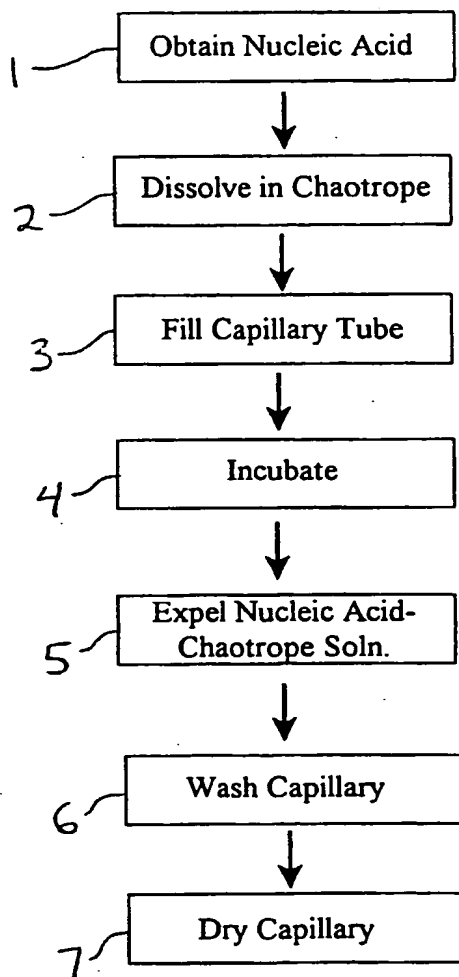 1 Obtain Nucleic Acid
2 Dissolve in Chaotrope
3 Fill Capillary Tube
4 Incubate
5 Expel Nucleic Acid-
Chaotrope Soln.
6 Wash Capillary
7 Dry Capillary